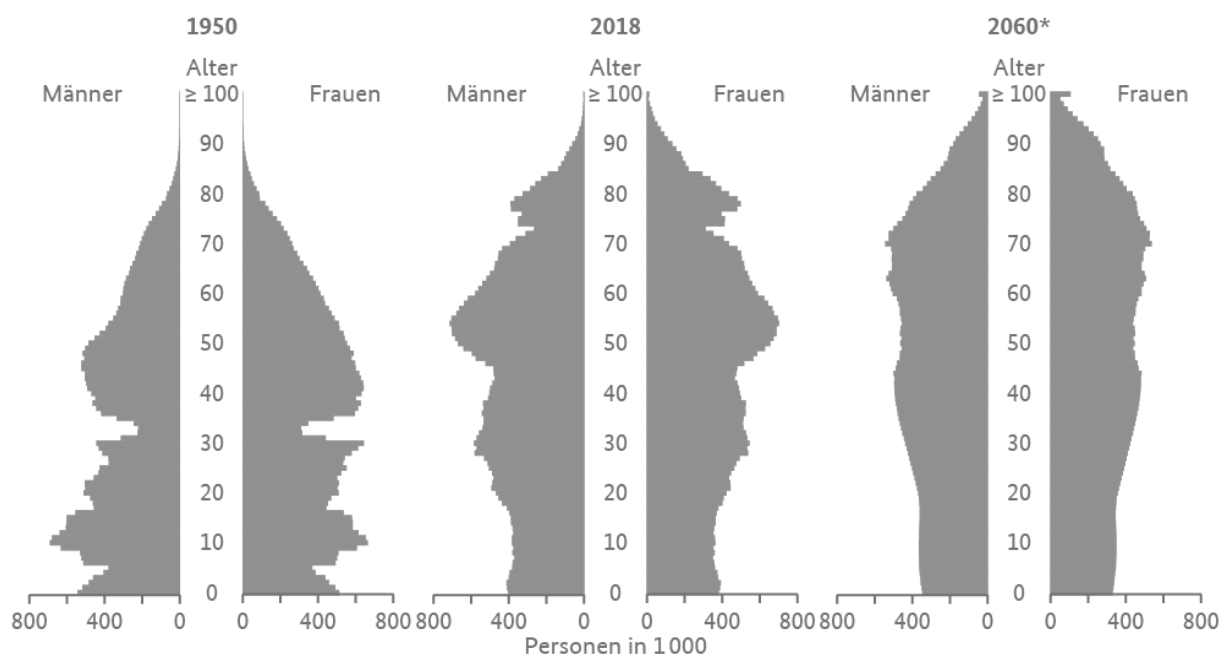 1950 2018 2060*
Alter Alter Alter
Männer ≥ 100 Frauen Männer ≥ 100 Frauen Männer ≥ 100 Frauen
90 90 90
80 80 80
70 70 70
60 60 60
50 50 50
40 40 40
30 30 30
20 20 20
10 10 10
0 0 0
800 400 0 0 400 800 800 400 0 0 400 800 800 400 0 0 400 800
Personen in 1 000